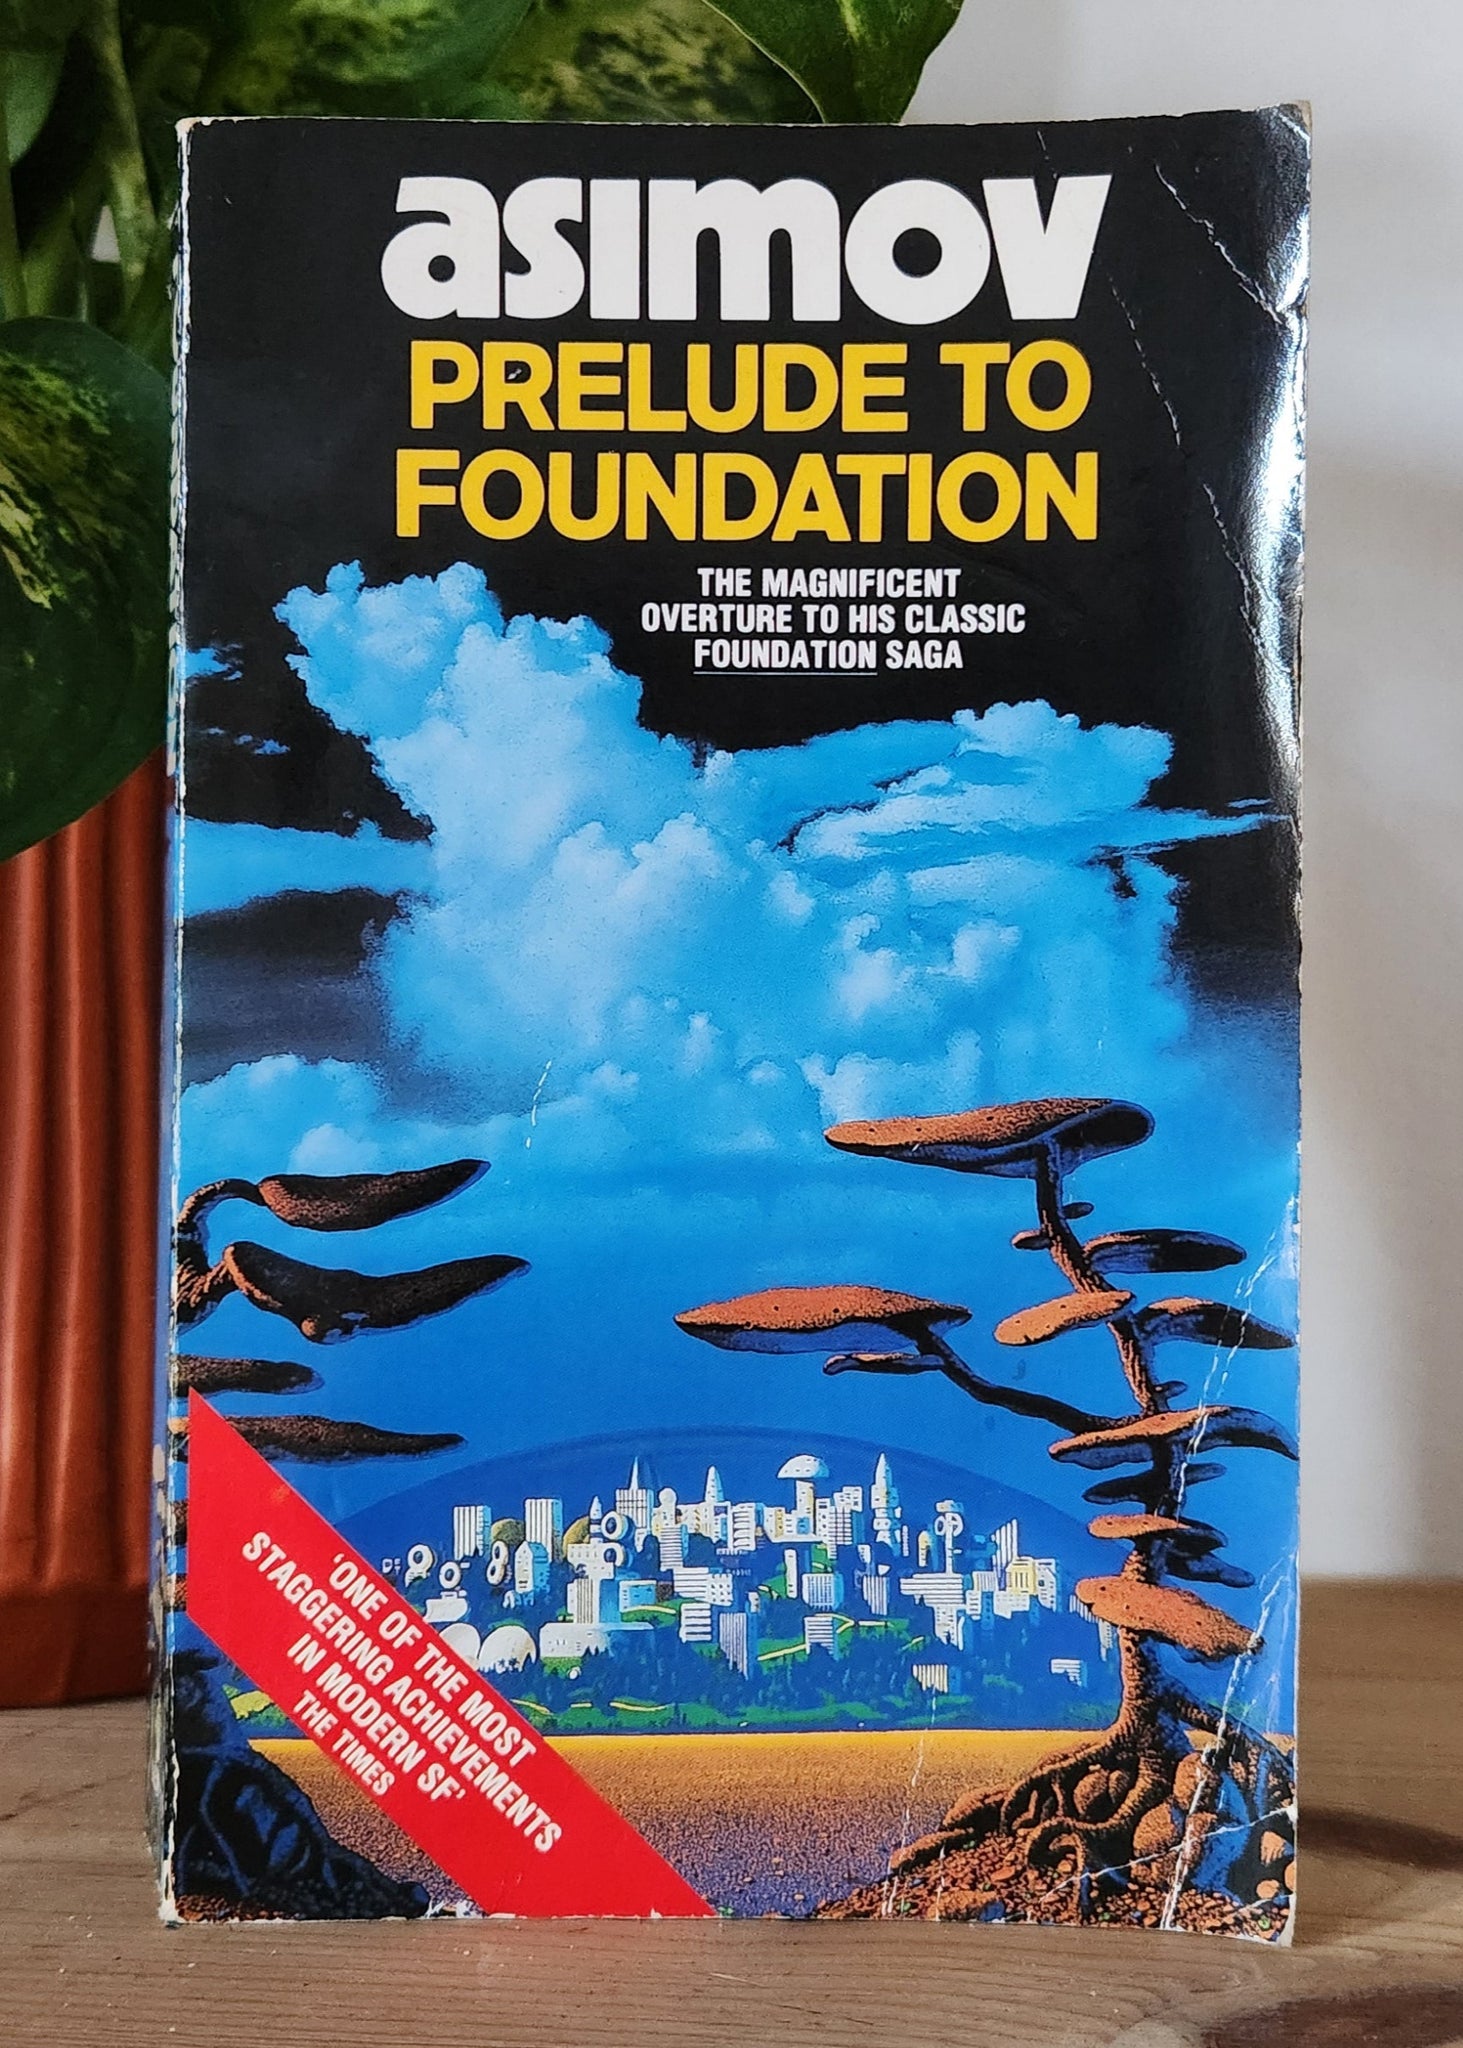 asimov
PRELUDE TO
FOUNDATION
THE MAGNIFICENT
OVERTURE TO HIS CLASSIC
FOUNDATION SAGA
'ONE OF THE MOST
STAGGERING ACHIEVEMENTS
IN MODERN SF'
THE TIMES